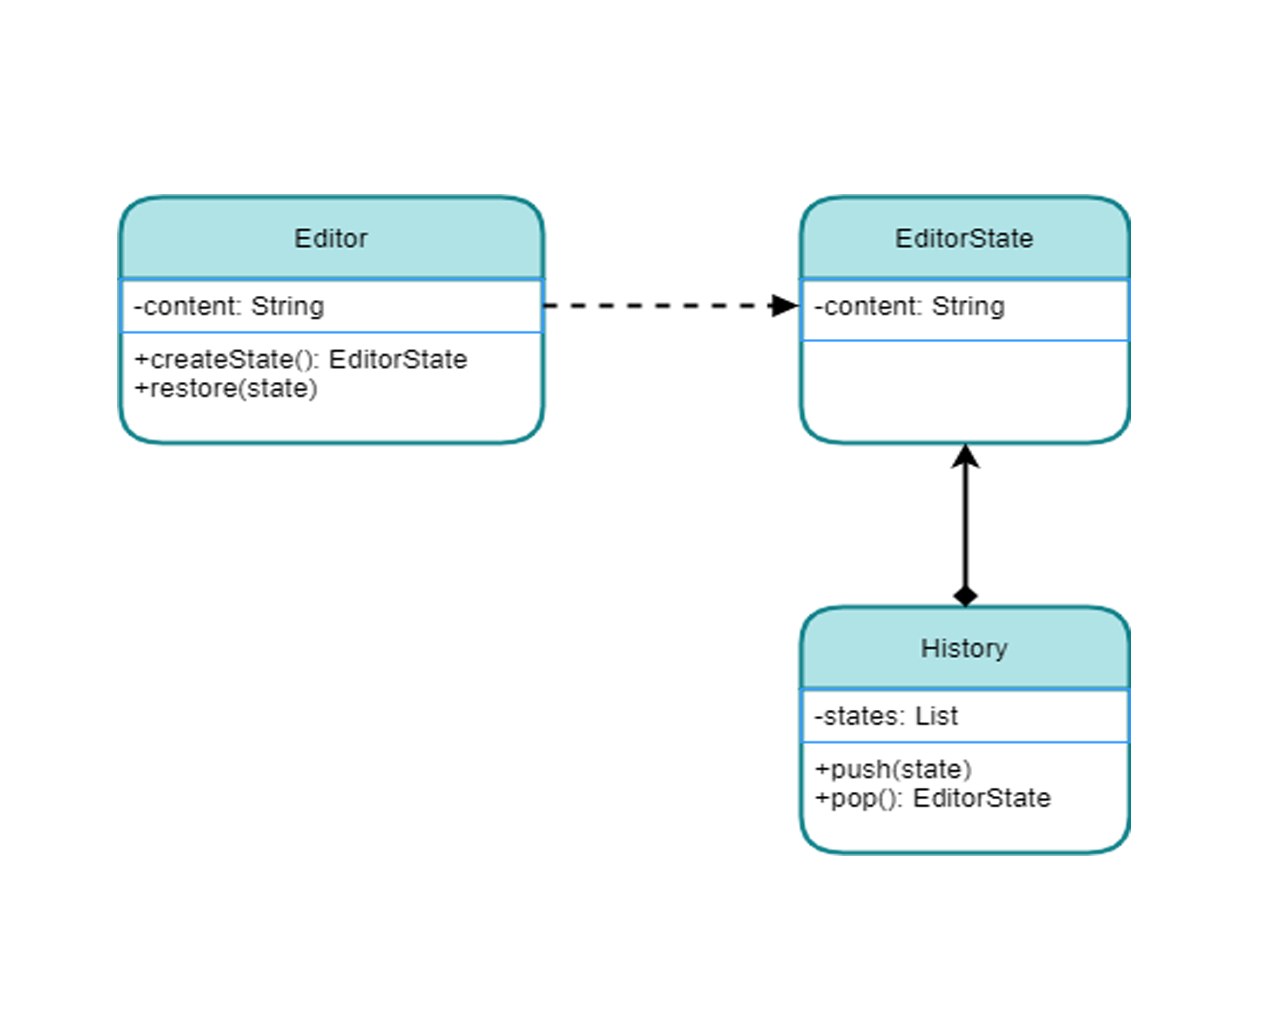 Editor
-content: String
+createState(): EditorState
+restore(state)
EditorState
-content: String
History
-states: List
+push(state)
+pop(): EditorState